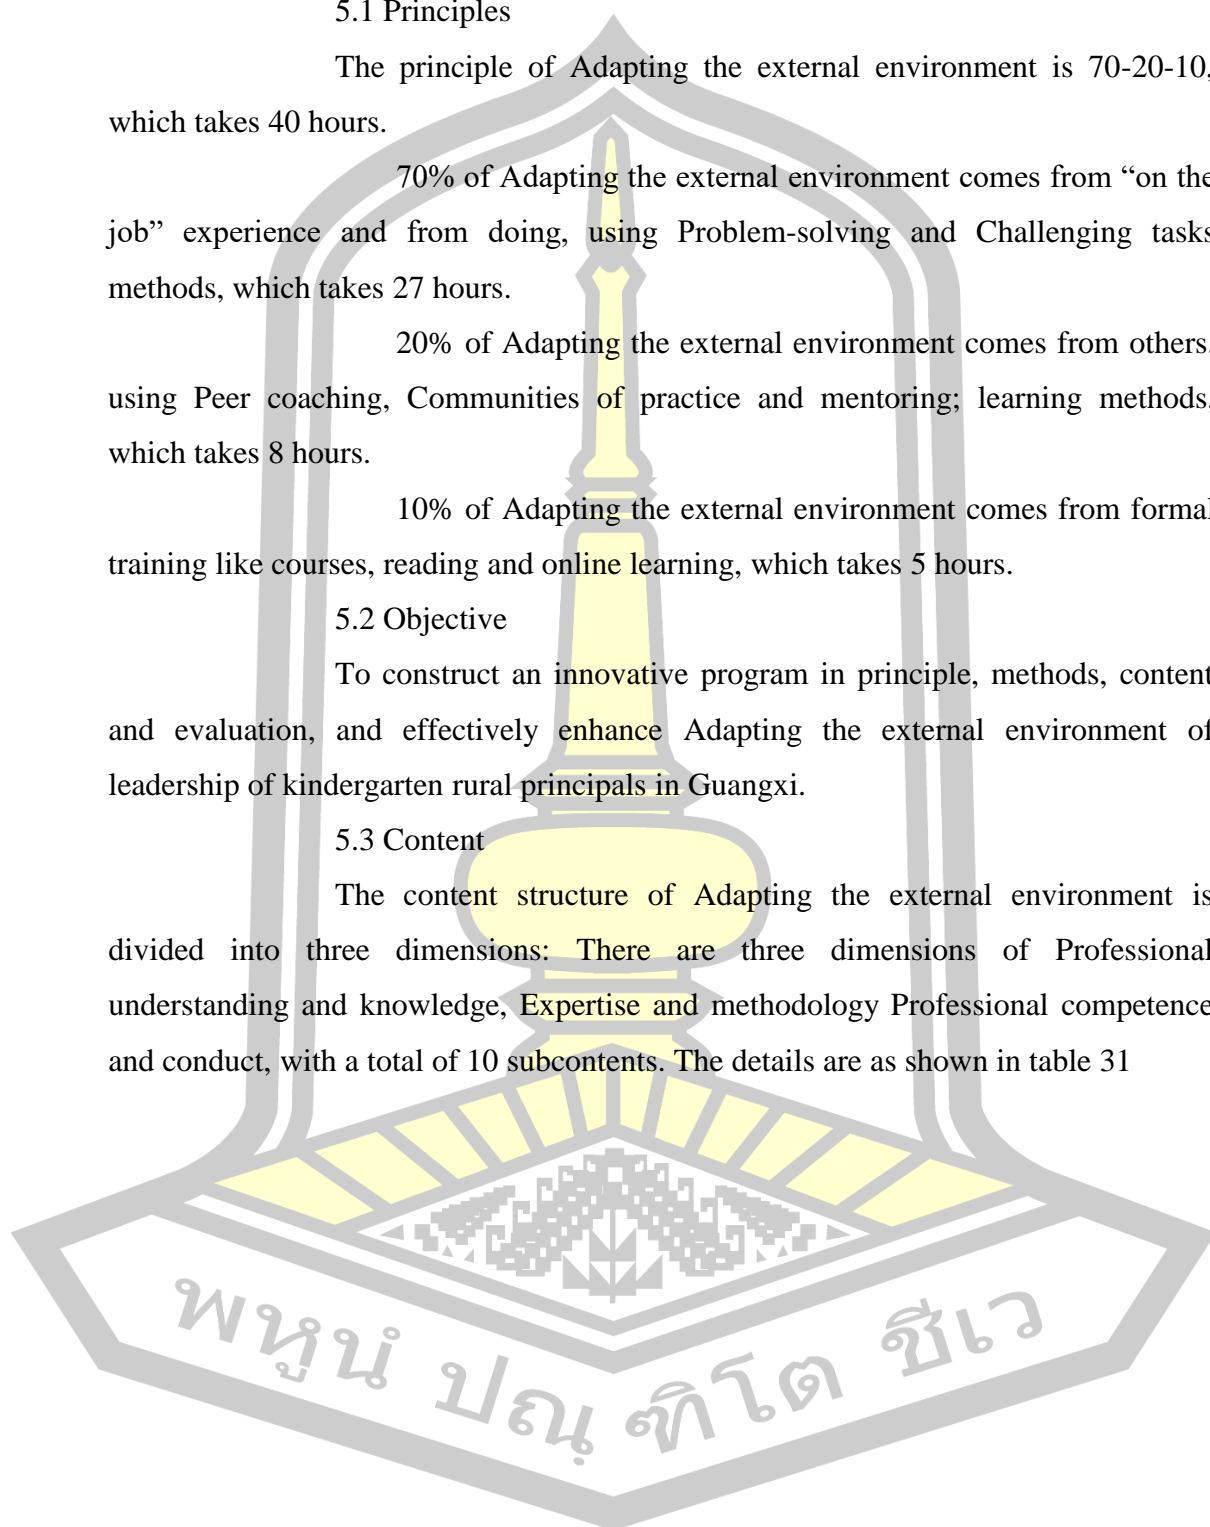 5.1 Principles
The principle of Adapting the external environment is 70-20-10,
which takes 40 hours.
70% of Adapting the external environment comes from “on the
job” experience and from doing, using Problem-solving and Challenging tasks
methods, which takes 27 hours.
20% of Adapting the external environment comes from others,
using Peer coaching, Communities of practice and mentoring; learning methods,
which takes 8 hours.
10% of Adapting the external environment comes from formal
training like courses, reading and online learning, which takes 5 hours.
5.2 Objective
To construct an innovative program in principle, methods, content
and evaluation, and effectively enhance Adapting the external environment of
leadership of kindergarten rural principals in Guangxi.
5.3 Content
The content structure of Adapting the external environment is
divided into three dimensions: There are three dimensions of Professional
understanding and knowledge, Expertise and methodology Professional competence
and conduct, with a total of 10 subcontents. The details are as shown in table 31
พหูนํ ปณฺฑิโต ชีเว